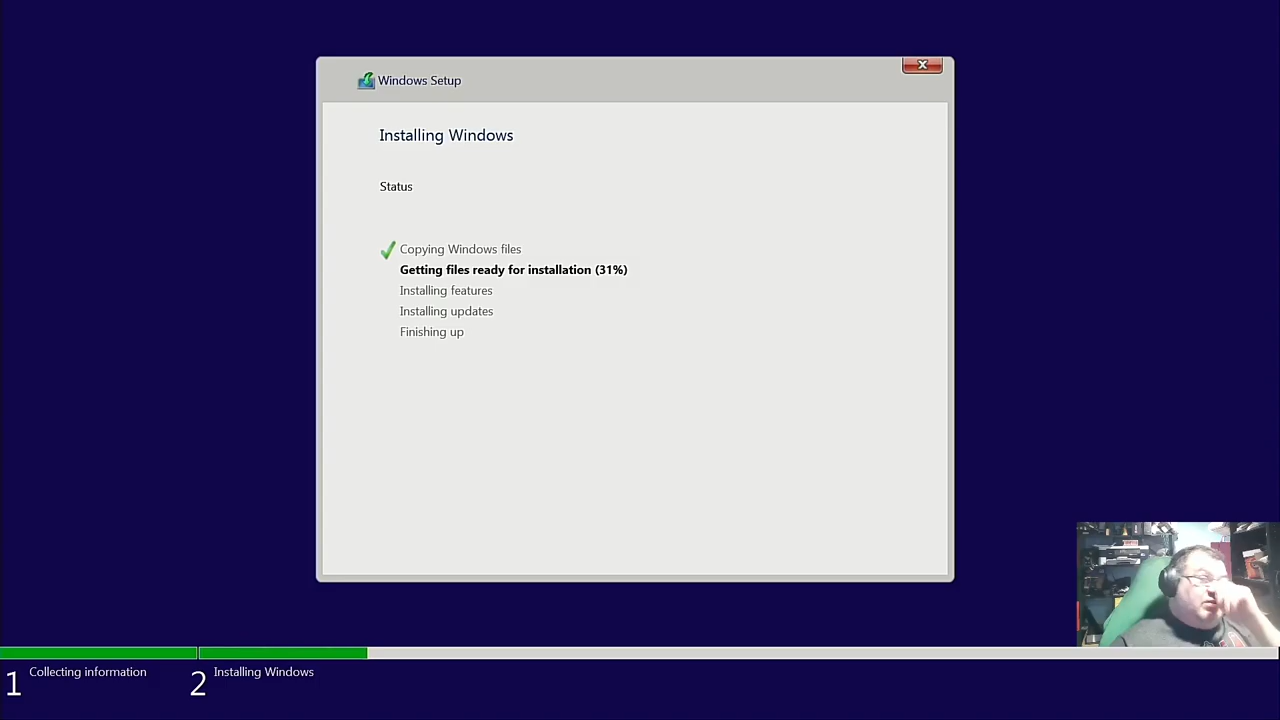 Windows Setup
Installing Windows
Status
Copying Windows files
Getting files ready for installation (31%)
Installing features
Installing updates
Finishing up
1 Collecting information
2 Installing Windows